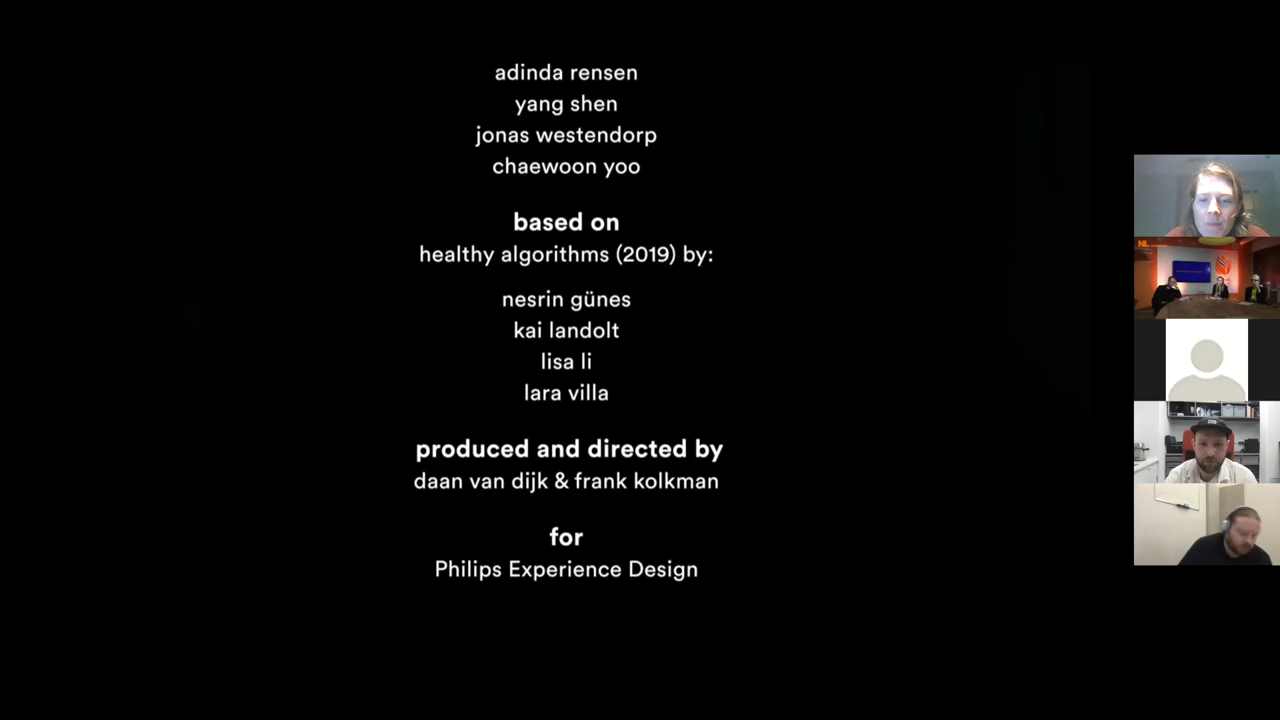 adinda rensen
yang shen
jonas westendorp
chaewoon yoo
based on
healthy algorithms (2019) by:
nesrin günes
kai landolt
lisa li
lara villa
produced and directed by
daan van dijk & frank kolkman
for
Philips Experience Design
NL